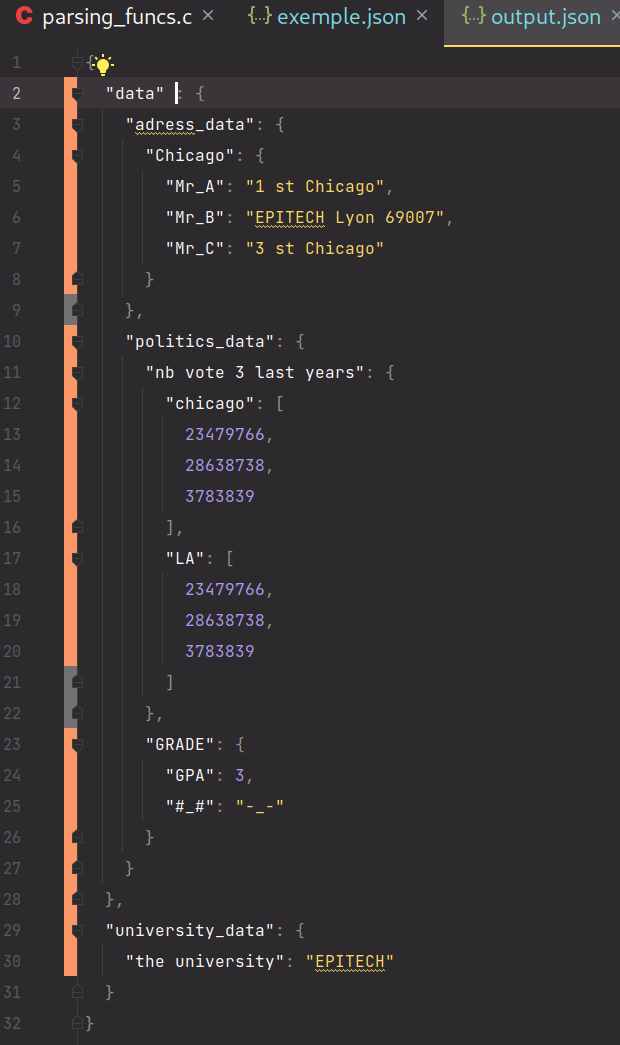 parsing_funcs.c × {..} exemple.json × {..} output.json ×
1 {
2 "data" : {
3 "adress_data": {
4 "Chicago": {
5 "Mr_A": "1 st Chicago",
6 "Mr_B": "EPITECH Lyon 69007",
7 "Mr_C": "3 st Chicago"
8 }
9 },
10 "politics_data": {
11 "nb vote 3 last years": {
12 "chicago": [
13 23479766,
14 28638738,
15 3783839
16 ],
17 "LA": [
18 23479766,
19 28638738,
20 3783839
21 ]
22 },
23 "GRADE": {
24 "GPA": 3,
25 "#_#": "-_-"
26 }
27 }
28 },
29 "university_data": {
30 "the university": "EPITECH"
31 }
32 }